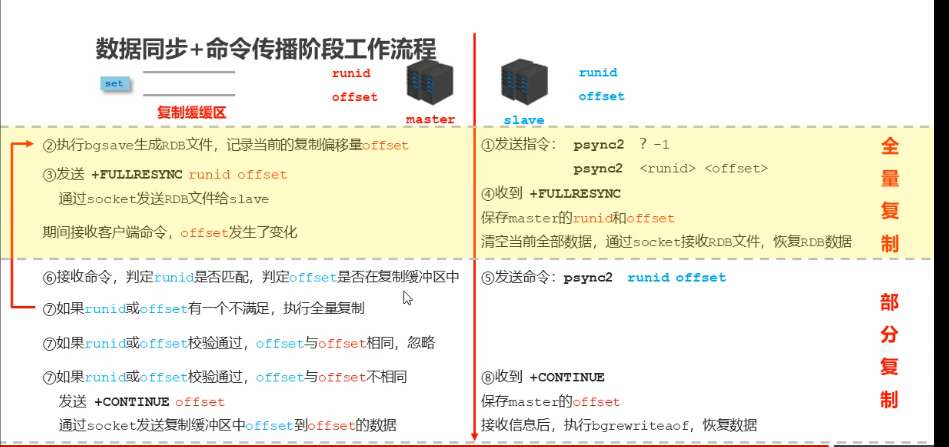 数据同步+命令传播阶段工作流程
set
复制缓缓区
runid
offset
master
runid
offset
slave
②执行bgsave生成RDB文件，记录当前的复制偏移量offset
③发送 +FULLRESYNC runid offset
通过socket发送RDB文件给slave
期间接收客户端命令，offset发生了变化
①发送指令： psync2 ? -1
psync2 <runid> <offset>
④收到 +FULLRESYNC
保存master的runid和offset
清空当前全部数据，通过socket接收RDB文件，恢复RDB数据
全量复制
⑥接收命令，判定runid是否匹配，判定offset是否在复制缓冲区中
⑦如果runid或offset有一个不满足，执行全量复制
⑦如果runid或offset校验通过，offset与offset相同，忽略
⑦如果runid或offset校验通过，offset与offset不相同
发送 +CONTINUE offset
通过socket发送复制缓冲区中offset到offset的数据
⑤发送命令：psync2 runid offset
⑧收到 +CONTINUE
保存master的offset
接收信息后，执行bgrewriteaof，恢复数据
部分复制